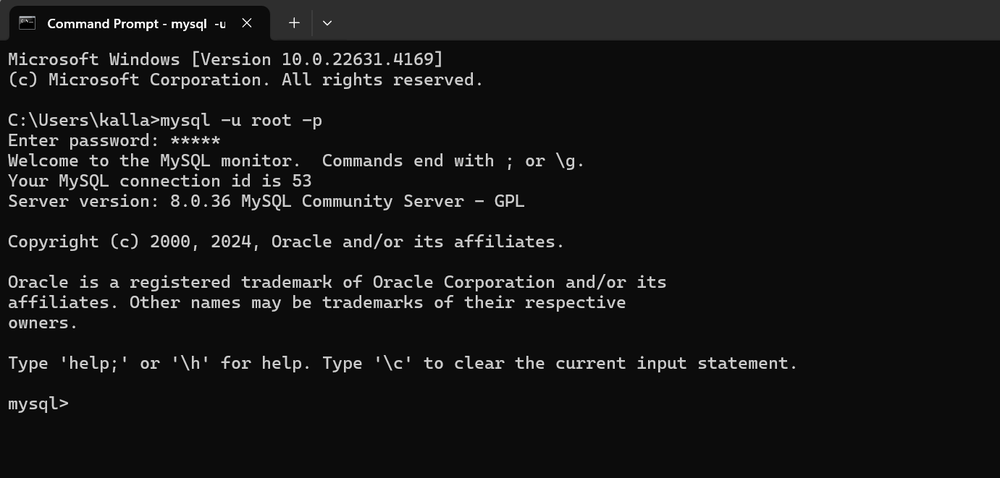 Command Prompt - mysql -u
Microsoft Windows [Version 10.0.22631.4169]
(c) Microsoft Corporation. All rights reserved.
C:\Users\kalla>mysql -u root -p
Enter password: *****
Welcome to the MySQL monitor.  Commands end with ; or \g.
Your MySQL connection id is 53
Server version: 8.0.36 MySQL Community Server - GPL
Copyright (c) 2000, 2024, Oracle and/or its affiliates.
Oracle is a registered trademark of Oracle Corporation and/or its
affiliates. Other names may be trademarks of their respective
owners.
Type 'help;' or '\h' for help. Type '\c' to clear the current input statement.
mysql>